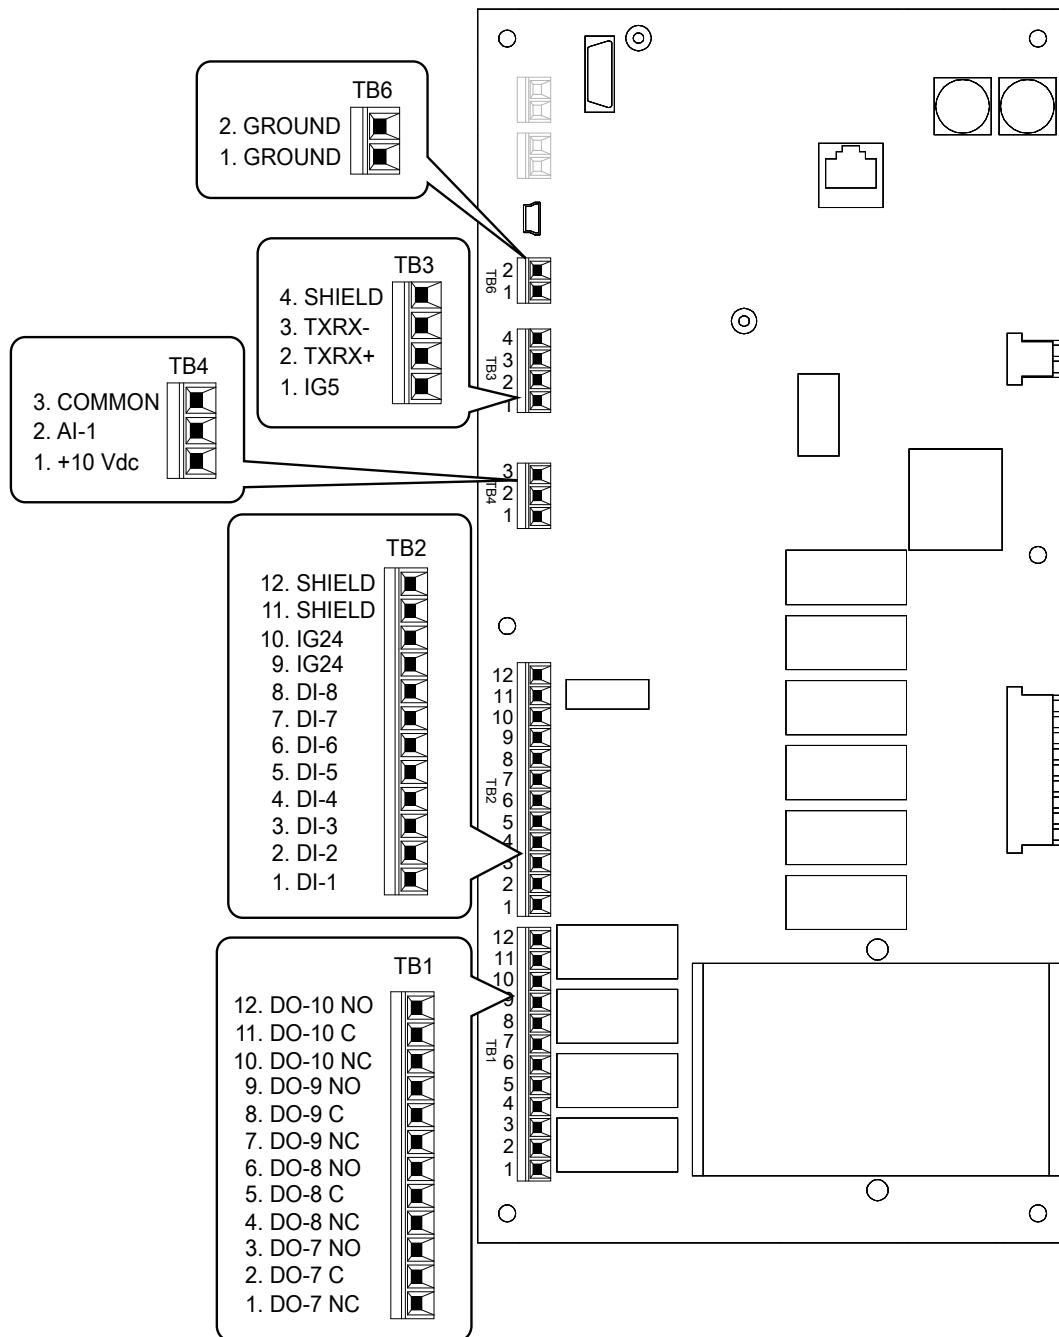 TB6
2. GROUND
1. GROUND
TB3
4. SHIELD
3. TXRX-
2. TXRX+
1. IG5
TB4
3. COMMON
2. AI-1
1. +10 Vdc
TB2
12. SHIELD
11. SHIELD
10. IG24
9. IG24
8. DI-8
7. DI-7
6. DI-6
5. DI-5
4. DI-4
3. DI-3
2. DI-2
1. DI-1
TB1
12. DO-10 NO
11. DO-10 C
10. DO-10 NC
9. DO-9 NO
8. DO-9 C
7. DO-9 NC
6. DO-8 NO
5. DO-8 C
4. DO-8 NC
3. DO-7 NO
2. DO-7 C
1. DO-7 NC
TB6
2
1
TB3
4
3
2
1
TB4
3
2
1
TB2
12
11
10
9
8
7
6
5
4
3
2
1
TB1
12
11
10
9
8
7
6
5
4
3
2
1